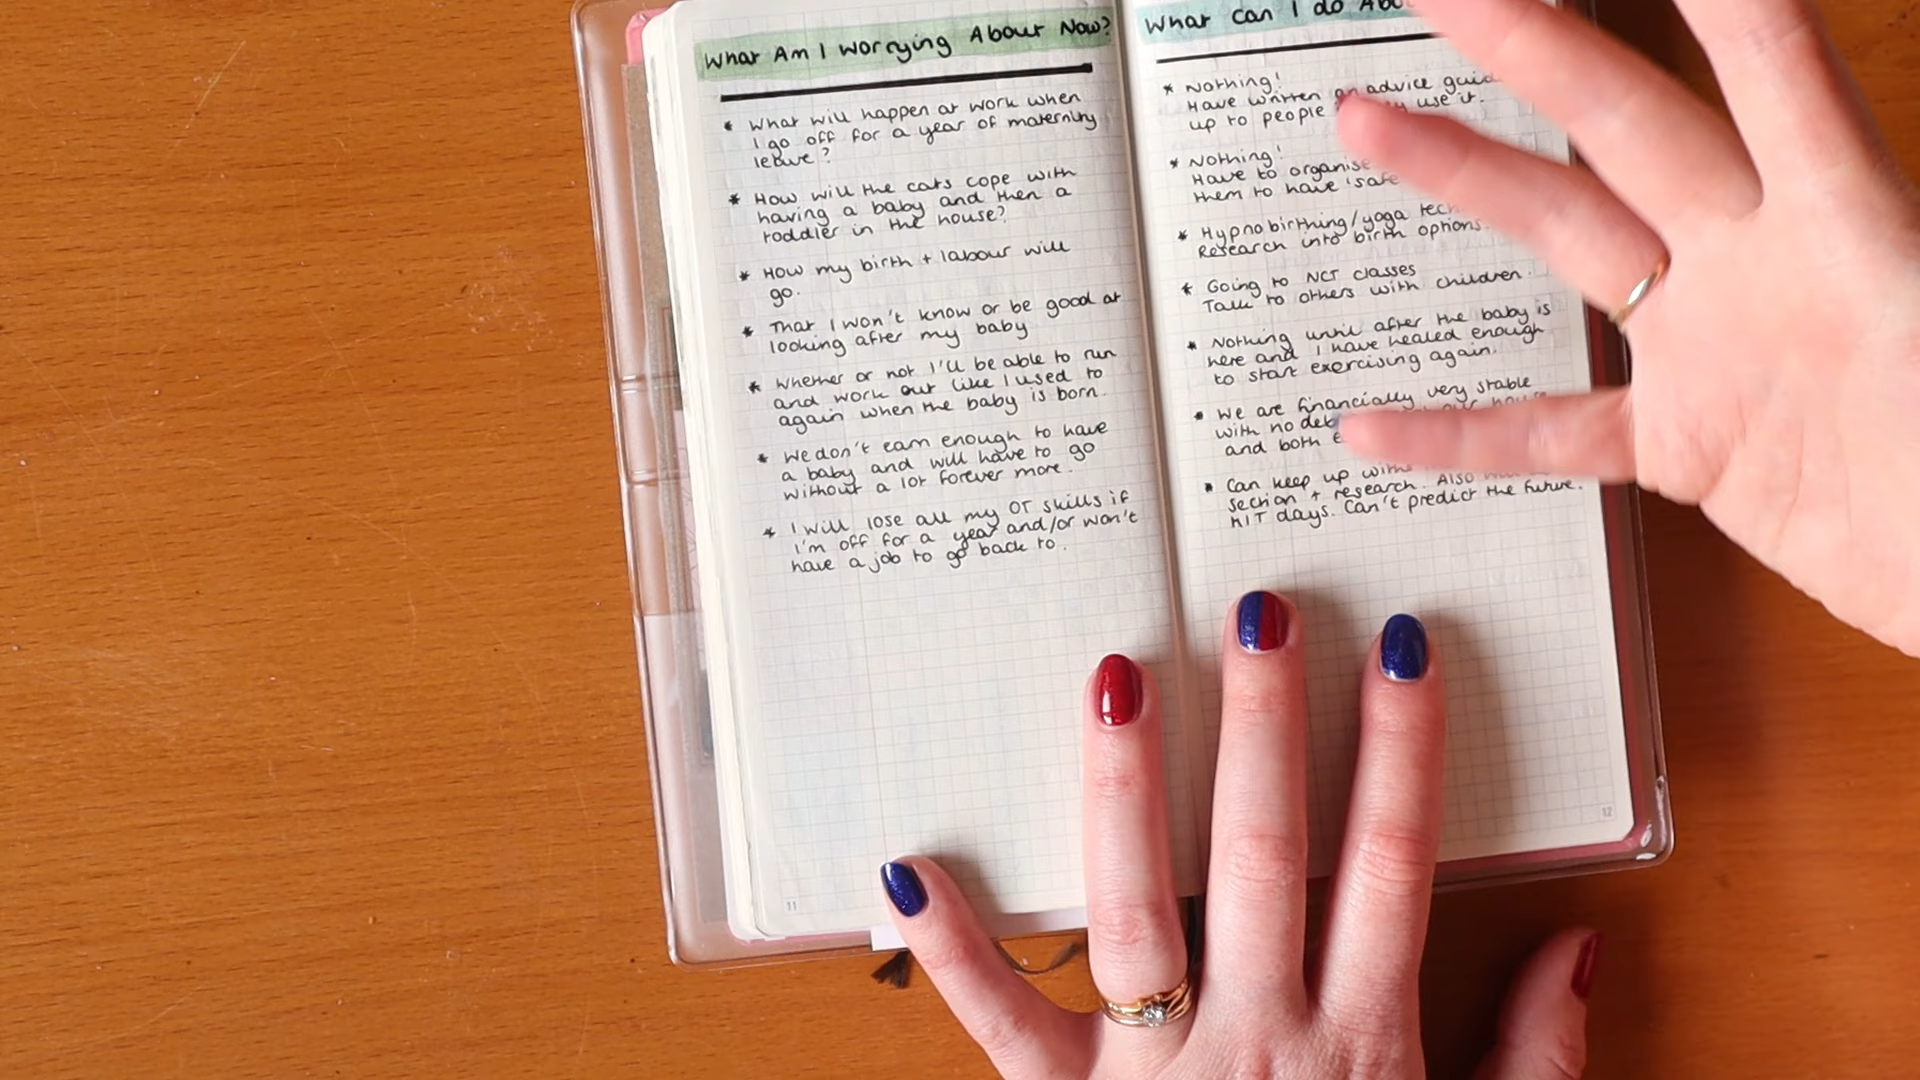 What Am I Worrying About Now?
* What will happen at work when
I go off for a year of maternity
leave?
* How will the cats cope with
having a baby and then a
toddler in the house?
* How my birth + labour will
go.
* That I won't know or be good at
looking after my baby
* Whether or not I'll be able to run
and work out like I used to
again when the baby is born.
* We don't earn enough to have
a baby and will have to go
without a lot forever more.
* I will lose all my OT skills if
I'm off for a year and/or won't
have a job to go back to.
11
What Can I do
* Nothing!
Have written an advice
up to people use it.
* Nothing!
Have to organise
them to have 'safe
* Hypnobirthing/yoga
Research into birth options.
* Going to NCT classes
Talk to others with children.
* Nothing until after the baby is
here and I have healed enough
to start exercising again.
* We are financially very stable
with no our house
and both
* Can keep up with
section + research. Also
KIT days. Can't predict the future.
12